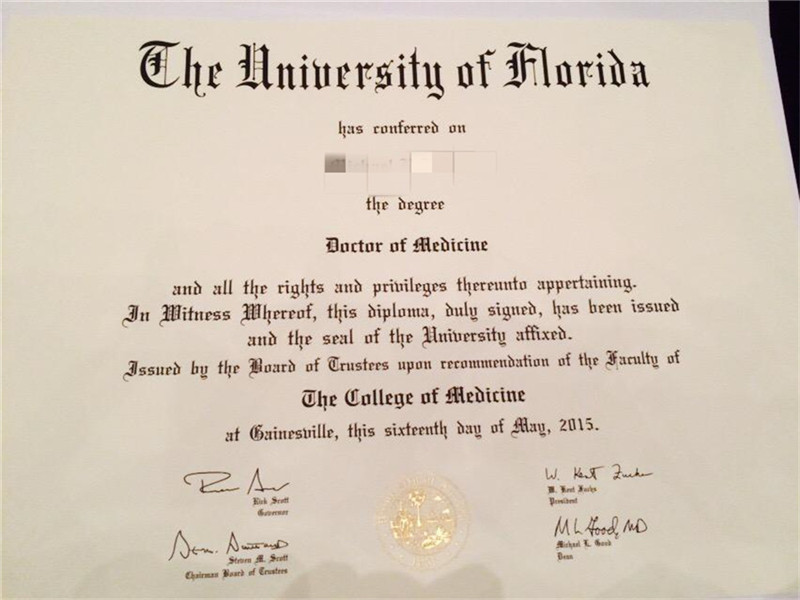 The University of Florida
has conferred on
the degree
Doctor of Medicine
and all the rights and privileges thereunto appertaining.
In Witness Whereof, this diploma, duly signed, has been issued
and the seal of the University affixed.
Issued by the Board of Trustees upon recommendation of the Faculty of
The College of Medicine
at Gainesville, this sixteenth day of May, 2015.
Rick Scott
Governor
W. Kent Fuchs
W. Kent Fuchs
President
Steven M. Scott
Chairman Board of Trustees
M L Good, MD
Michael L. Good
Dean